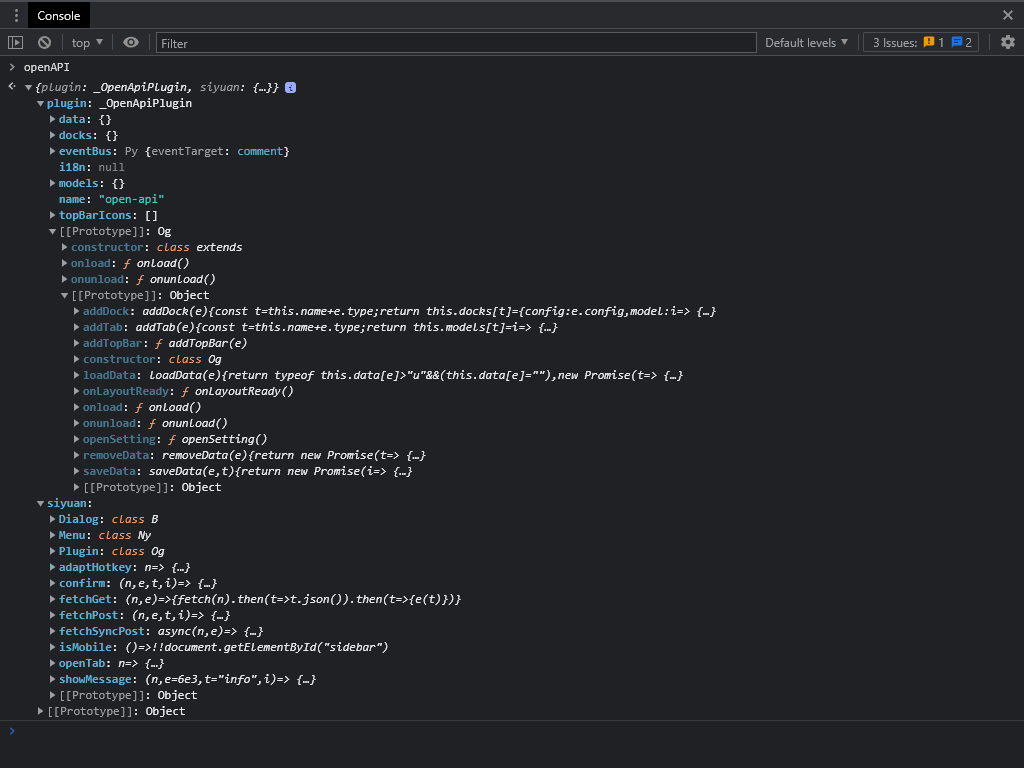 Console
top
Filter
Default levels
3 Issues: 1 2
openAPI
{plugin: _OpenApiPlugin, siyuan: {…}} i
plugin: _OpenApiPlugin
data: {}
docks: {}
eventBus: Py {eventTarget: comment}
i18n: null
models: {}
name: "open-api"
topBarIcons: []
[[Prototype]]: Og
constructor: class extends
onload: ƒ onload()
onunload: ƒ onunload()
[[Prototype]]: Object
addDock: addDock(e){const t=this.name+e.type;return this.docks[t]={config:e.config,model:i=> {…}
addTab: addTab(e){const t=this.name+e.type;return this.models[t]=i=> {…}
addTopBar: ƒ addTopBar(e)
constructor: class Og
loadData: loadData(e){return typeof this.data[e]>"u"&&(this.data[e]=""),new Promise(t=> {…}
onLayoutReady: ƒ onLayoutReady()
onload: ƒ onload()
onunload: ƒ onunload()
openSetting: ƒ openSetting()
removeData: removeData(e){return new Promise(t=> {…}
saveData: saveData(e,t){return new Promise(i=> {…}
[[Prototype]]: Object
siyuan:
Dialog: class B
Menu: class Ny
Plugin: class Og
adaptHotkey: n=> {…}
confirm: (n,e,t,i)=> {…}
fetchGet: (n,e)=>{fetch(n).then(t=>t.json()).then(t=>{e(t)})}
fetchPost: (n,e,t,i)=> {…}
fetchSyncPost: async(n,e)=> {…}
isMobile: ()=>!!document.getElementById("sidebar")
openTab: n=> {…}
showMessage: (n,e=6e3,t="info",i)=> {…}
[[Prototype]]: Object
[[Prototype]]: Object